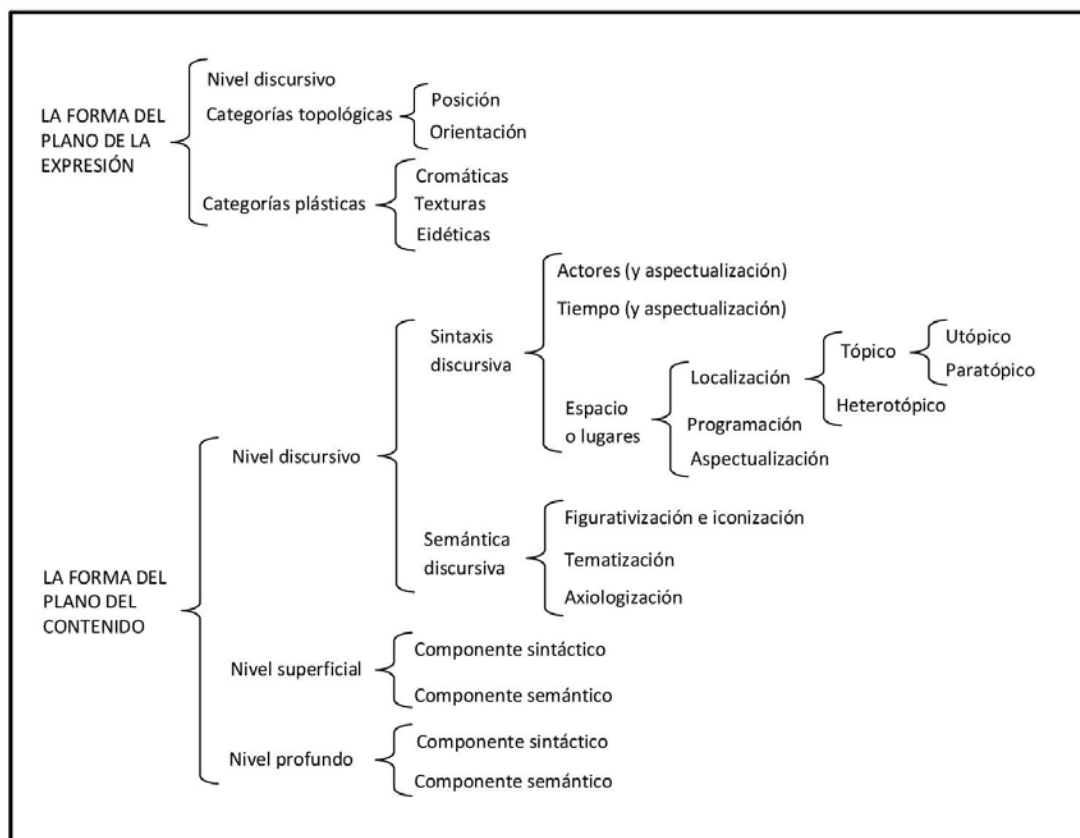 LA FORMA DEL
PLANO DE LA
EXPRESIÓN
Nivel discursivo
Categorías topológicas
Posición
Orientación
Categorías plásticas
Cromáticas
Texturas
Eidéticas
LA FORMA DEL
PLANO DEL
CONTENIDO
Nivel discursivo
Sintaxis
discursiva
Actores (y aspectualización)
Tiempo (y aspectualización)
Espacio
o lugares
Localización
Tópico
Utópico
Paratópico
Heterotópico
Programación
Aspectualización
Semántica
discursiva
Figurativización e iconización
Tematización
Axiologización
Nivel superficial
Componente sintáctico
Componente semántico
Nivel profundo
Componente sintáctico
Componente semántico